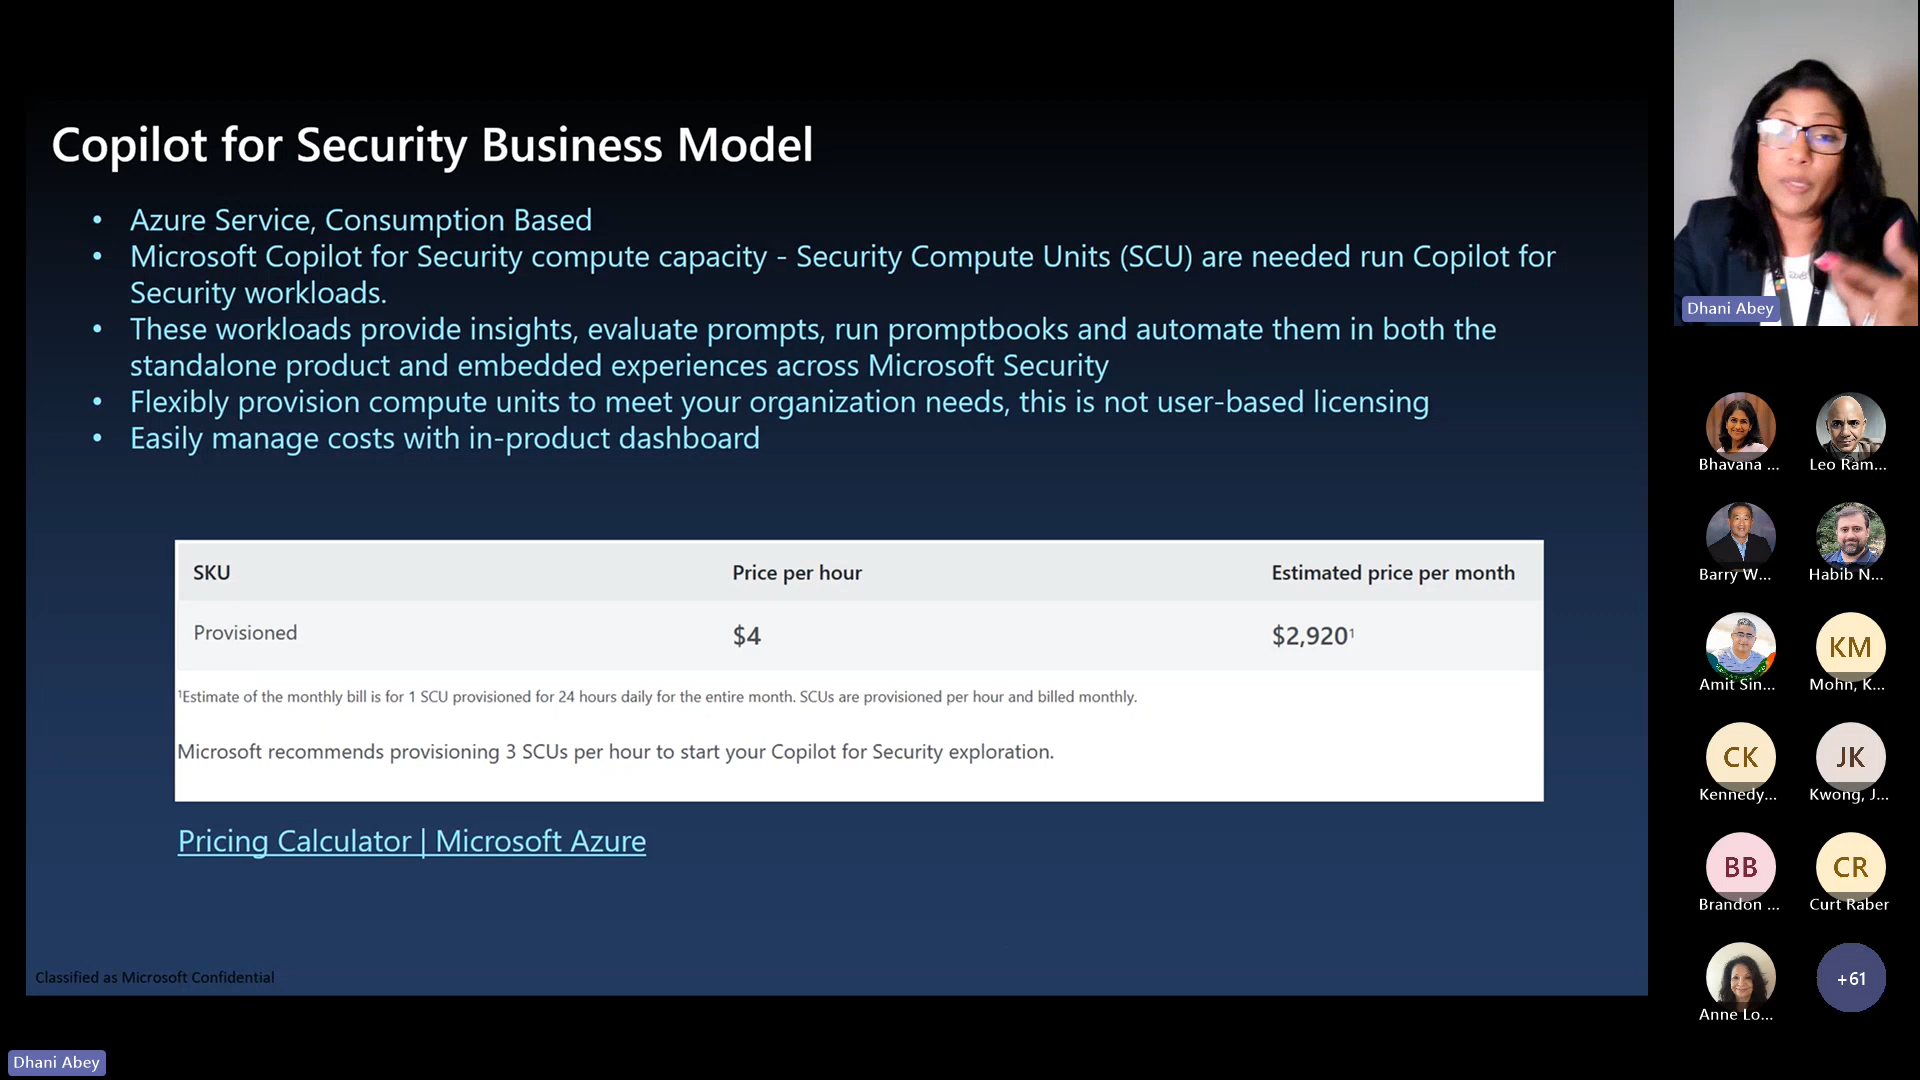 Copilot for Security Business Model
• Azure Service, Consumption Based
• Microsoft Copilot for Security compute capacity - Security Compute Units (SCU) are needed run Copilot for
Security workloads.
• These workloads provide insights, evaluate prompts, run promptbooks and automate them in both the
standalone product and embedded experiences across Microsoft Security
• Flexibly provision compute units to meet your organization needs, this is not user-based licensing
• Easily manage costs with in-product dashboard
SKU Price per hour Estimated price per month
Provisioned $4 $2,920¹
¹Estimate of the monthly bill is for 1 SCU provisioned for 24 hours daily for the entire month. SCUs are provisioned per hour and billed monthly.
Microsoft recommends provisioning 3 SCUs per hour to start your Copilot for Security exploration.
Pricing Calculator | Microsoft Azure
Classified as Microsoft Confidential
Dhani Abey
Dhani Abey
Bhavana ... Leo Ram...
Barry W... Habib N...
Amit Sin...
KM
Mohn, K...
CK JK
Kennedy... Kwong, J...
BB CR
Brandon ... Curt Raber
+61
Anne Lo...